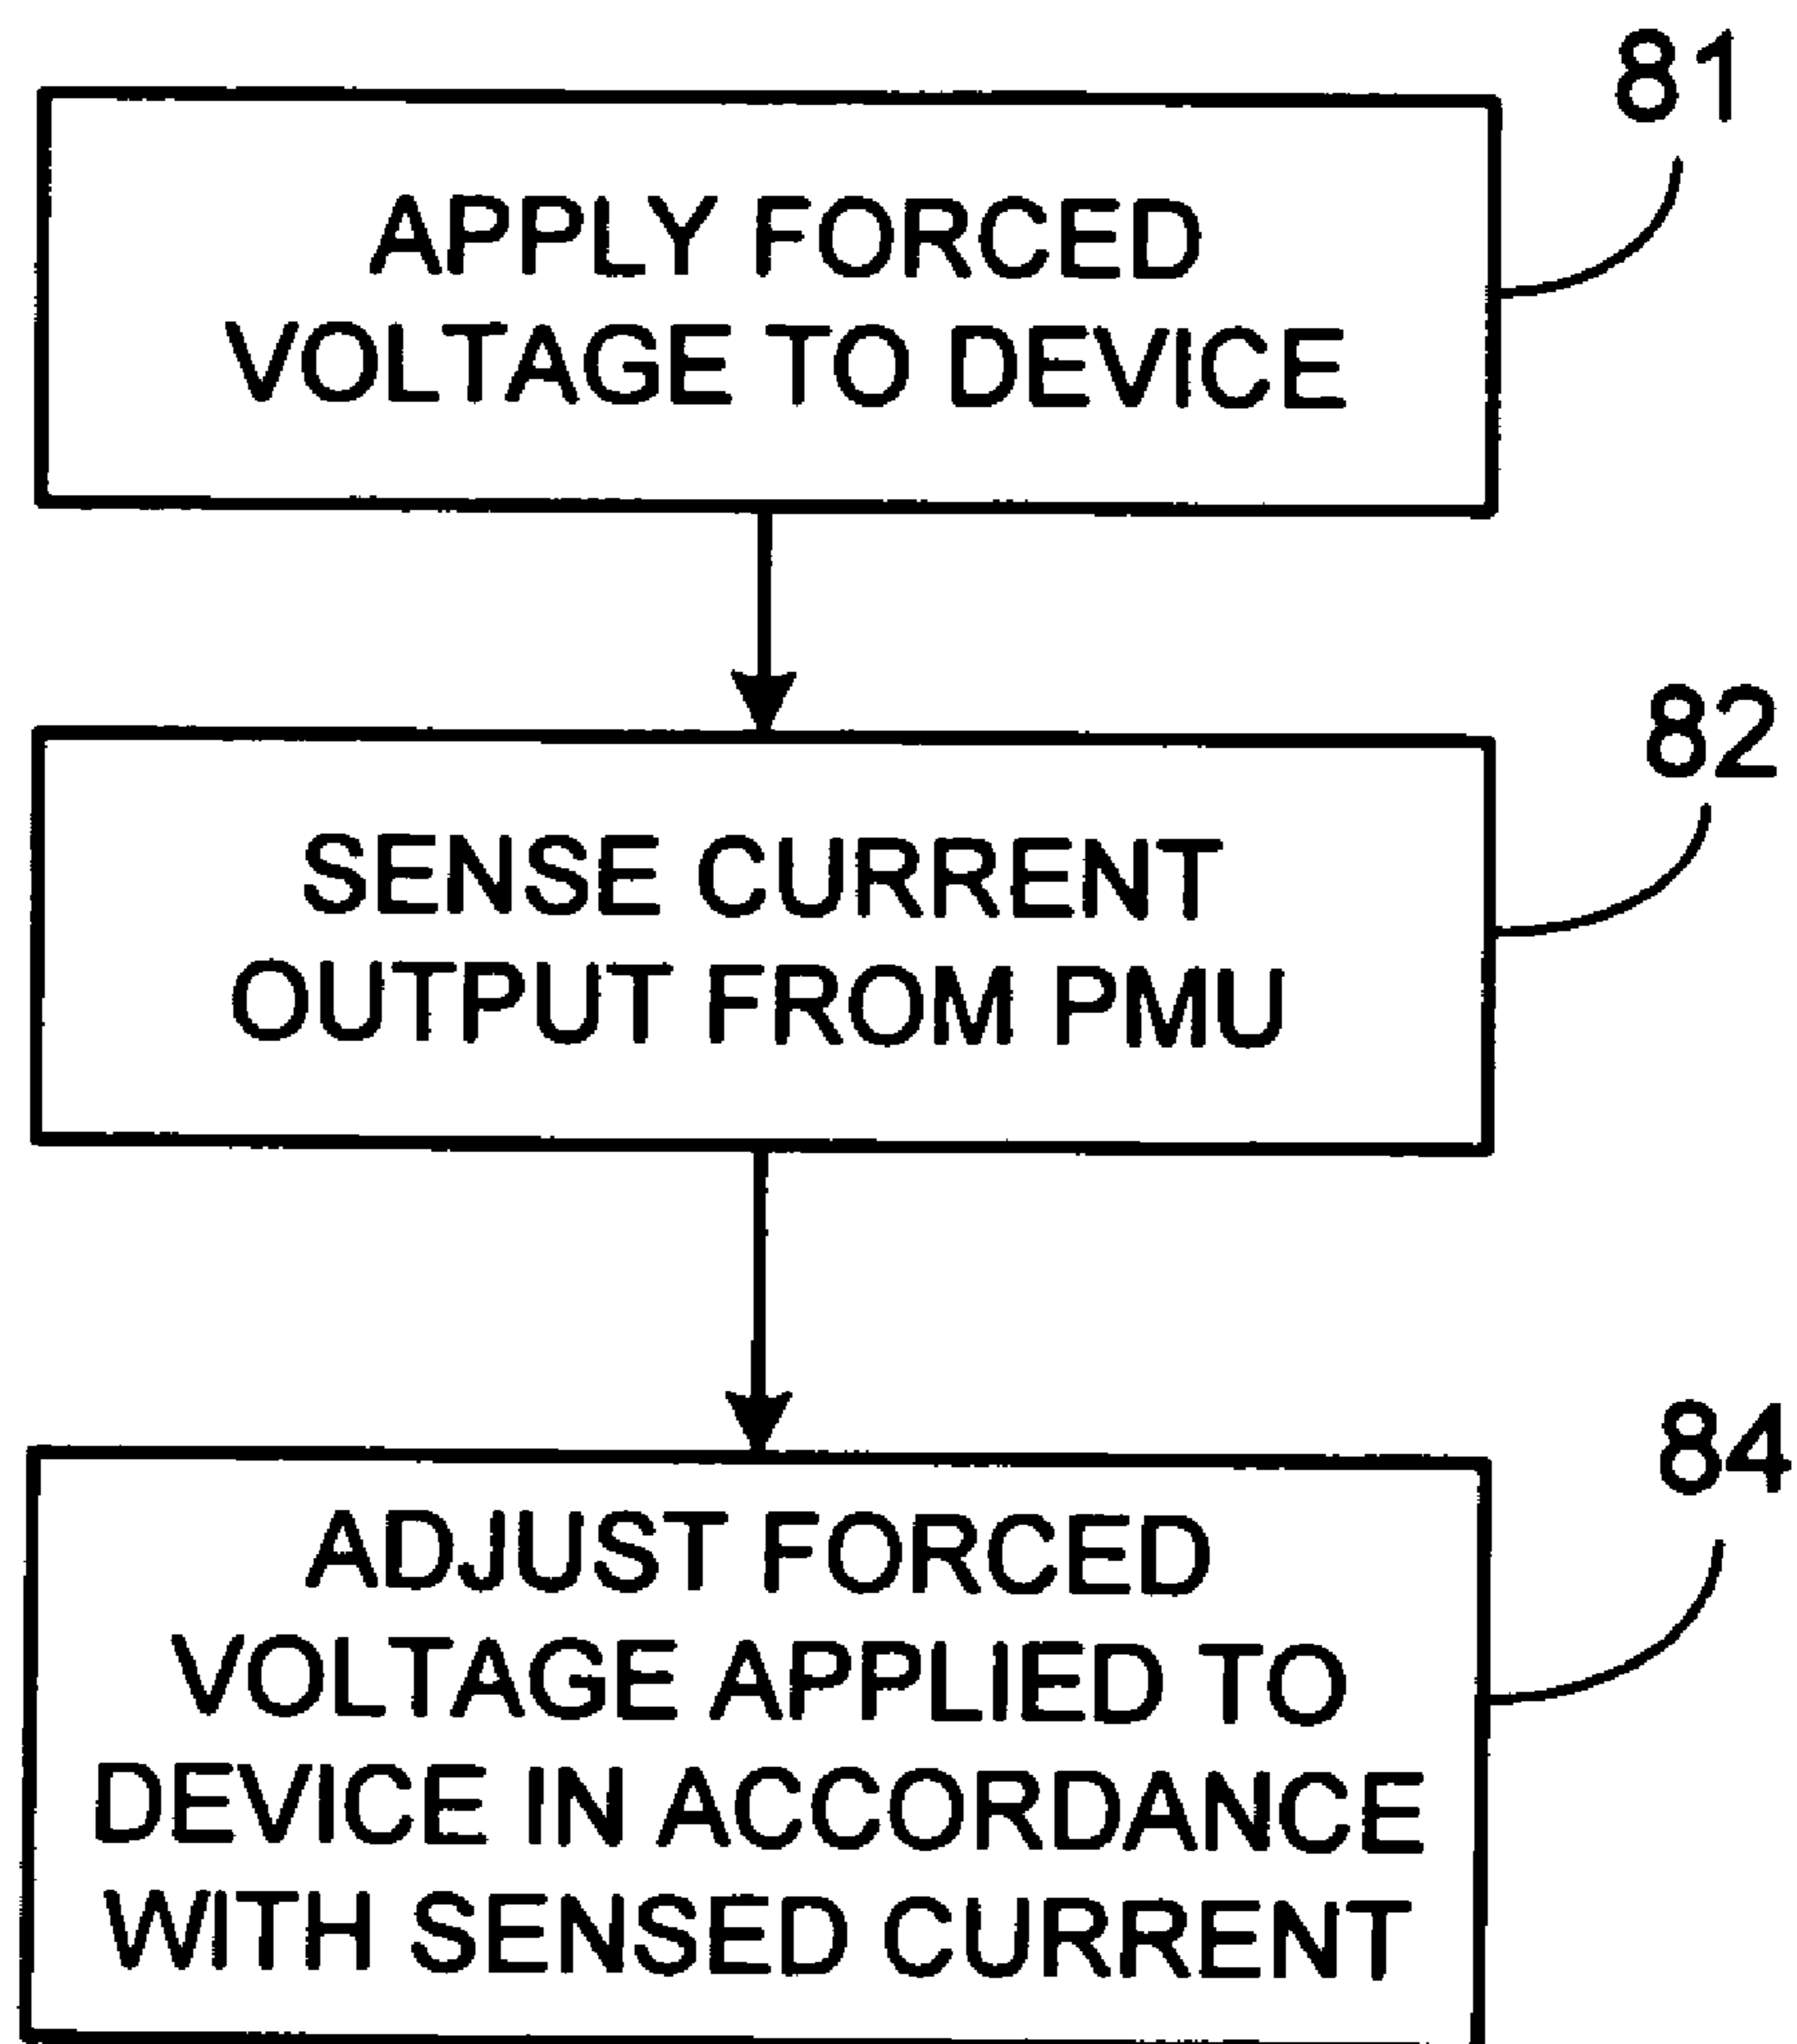 81
APPLY FORCED
VOLTAGE TO DEVICE
82
SENSE CURRENT
OUTPUT FROM PMU
84
ADJUST FORCED
VOLTAGE APPLIED TO
DEVICE IN ACCORDANCE
WITH SENSED CURRENT